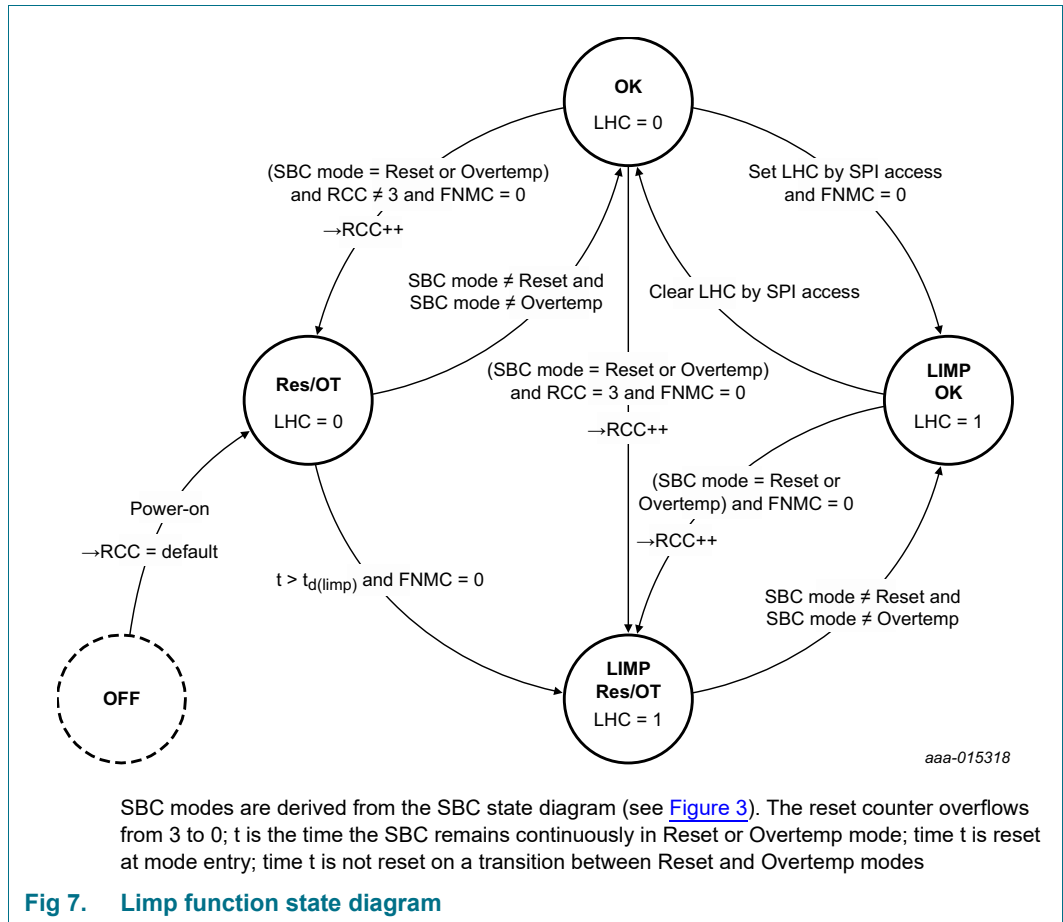 OK
LHC = 0
(SBC mode = Reset or Overtemp)
and RCC ≠ 3 and FNMC = 0
→RCC++
Set LHC by SPI access
and FNMC = 0
SBC mode ≠ Reset and
SBC mode ≠ Overtemp
Clear LHC by SPI access
Res/OT
LHC = 0
(SBC mode = Reset or Overtemp)
and RCC = 3 and FNMC = 0
→RCC++
LIMP
OK
LHC = 1
(SBC mode = Reset or
Overtemp) and FNMC = 0
→RCC++
Power-on
→RCC = default
t > td(limp) and FNMC = 0
SBC mode ≠ Reset and
SBC mode ≠ Overtemp
OFF
LIMP
Res/OT
LHC = 1
aaa-015318
SBC modes are derived from the SBC state diagram (see Figure 3). The reset counter overflows
from 3 to 0; t is the time the SBC remains continuously in Reset or Overtemp mode; time t is reset
at mode entry; time t is not reset on a transition between Reset and Overtemp modes
Fig 7. Limp function state diagram